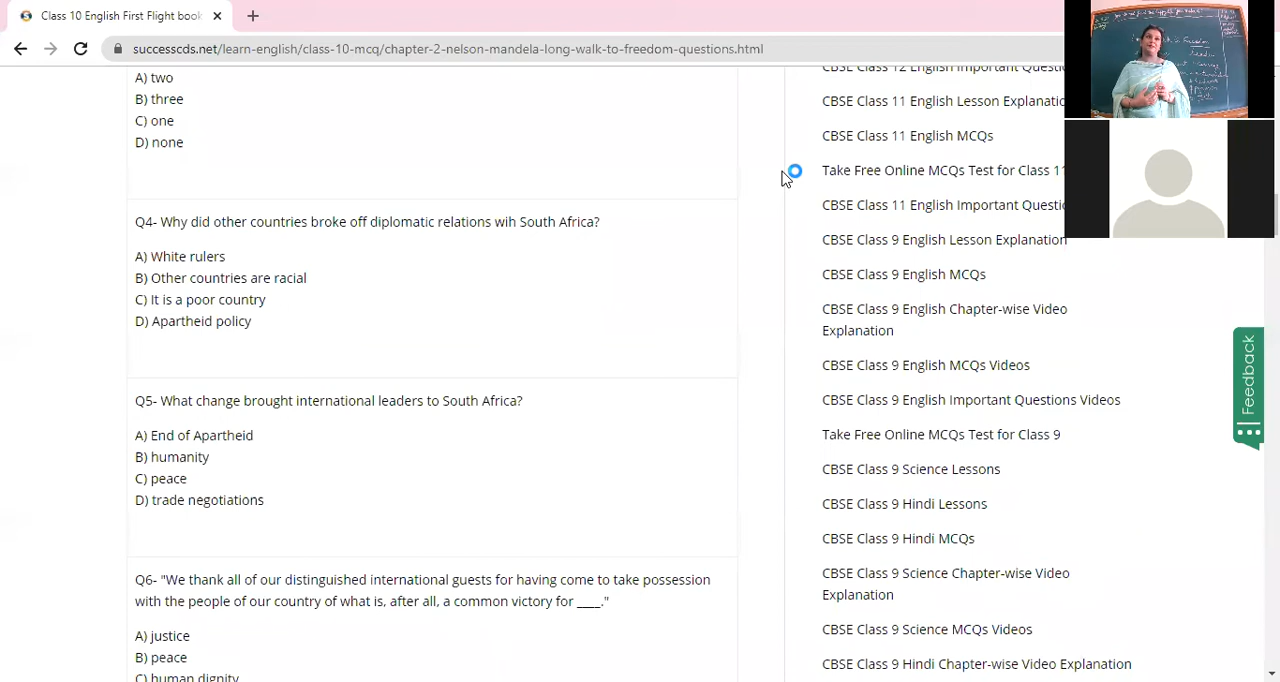 Class 10 English First Flight book
successcds.net/learn-english/class-10-mcq/chapter-2-nelson-mandela-long-walk-to-freedom-questions.html
A) two
B) three
C) one
D) none
Q4- Why did other countries broke off diplomatic relations wih South Africa?
A) White rulers
B) Other countries are racial
C) It is a poor country
D) Apartheid policy
Q5- What change brought international leaders to South Africa?
A) End of Apartheid
B) humanity
C) peace
D) trade negotiations
Q6- "We thank all of our distinguished international guests for having come to take possession
with the people of our country of what is, after all, a common victory for ____."
A) justice
B) peace
C) human dignity
CBSE Class 12 English Important
CBSE Class 11 English Lesson
CBSE Class 11 English MCQs
Take Free Online MCQs Test for Class 11
CBSE Class 11 English Important
CBSE Class 9 English Lesson Explanation
CBSE Class 9 English MCQs
CBSE Class 9 English Chapter-wise Video
Explanation
CBSE Class 9 English MCQs Videos
CBSE Class 9 English Important Questions Videos
Take Free Online MCQs Test for Class 9
CBSE Class 9 Science Lessons
CBSE Class 9 Hindi Lessons
CBSE Class 9 Hindi MCQs
CBSE Class 9 Science Chapter-wise Video
Explanation
CBSE Class 9 Science MCQs Videos
CBSE Class 9 Hindi Chapter-wise Video Explanation
Feedback